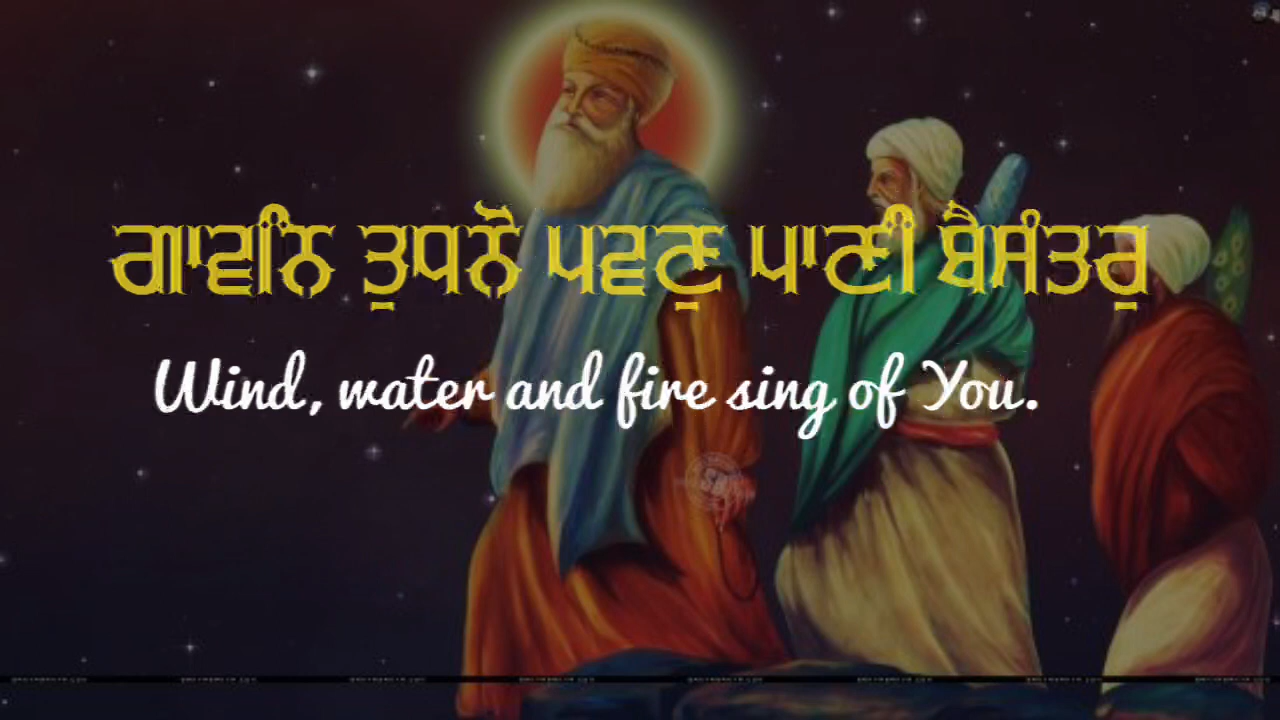 ਗਾਵਨਿ ਤੁਧਨੋ ਪਵਣੁ ਪਾਣੀ ਬੈਸੰਤਰੁ
Wind, water and fire sing of You.